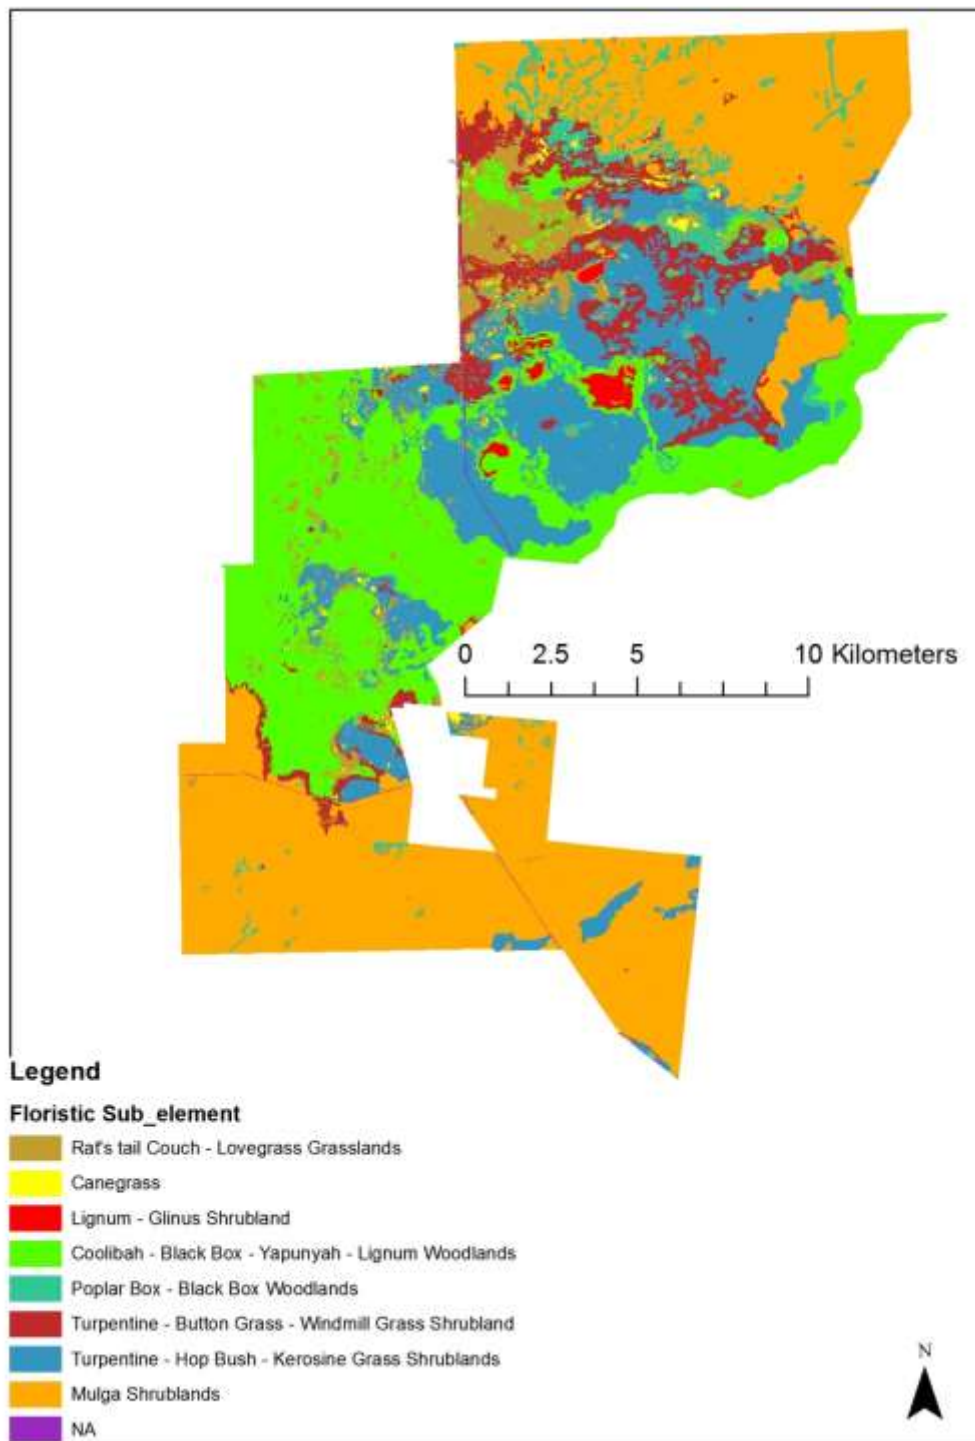 0 2.5 5 10 Kilometers
Legend
Floristic Sub_element
Rat's tail Couch - Lovegrass Grasslands
Canegrass
Lignum - Glinus Shrubland
Coolibah - Black Box - Yapunyah - Lignum Woodlands
Poplar Box - Black Box Woodlands
Turpentine - Button Grass - Windmill Grass Shrubland
Turpentine - Hop Bush - Kerosine Grass Shrublands
Mulga Shrublands
NA
N